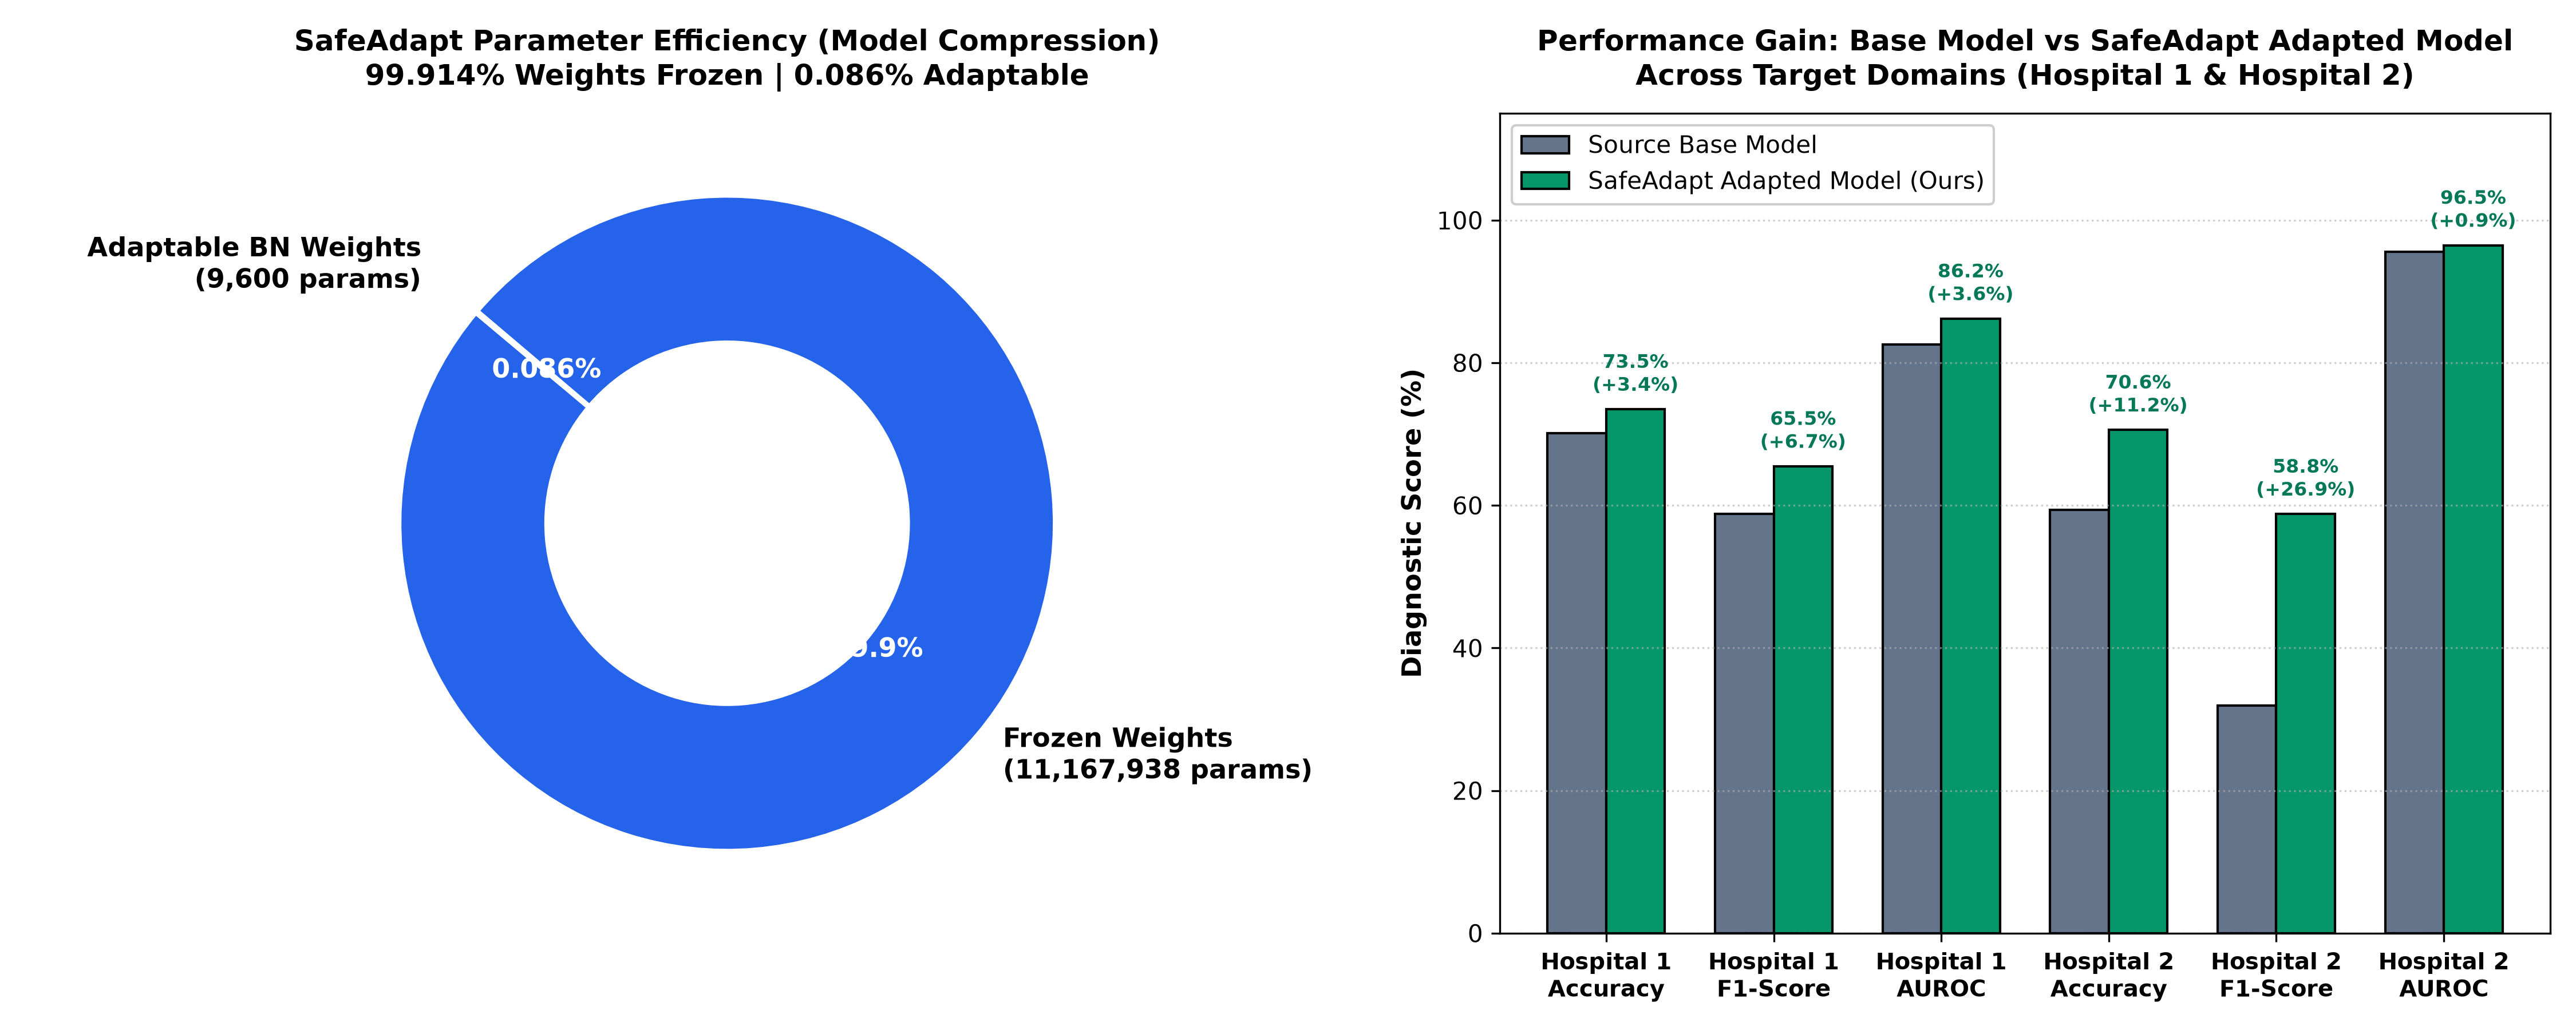 SafeAdapt Parameter Efficiency (Model Compression)
99.914% Weights Frozen | 0.086% Adaptable
Adaptable BN Weights
(9,600 params)
0.086%
9.9%
Frozen Weights
(11,167,938 params)
Performance Gain: Base Model vs SafeAdapt Adapted Model
Across Target Domains (Hospital 1 & Hospital 2)
Source Base Model
SafeAdapt Adapted Model (Ours)
Diagnostic Score (%)
100
80
60
40
20
0
73.5%
(+3.4%)
65.5%
(+6.7%)
86.2%
(+3.6%)
70.6%
(+11.2%)
58.8%
(+26.9%)
96.5%
(+0.9%)
Hospital 1
Accuracy
Hospital 1
F1-Score
Hospital 1
AUROC
Hospital 2
Accuracy
Hospital 2
F1-Score
Hospital 2
AUROC